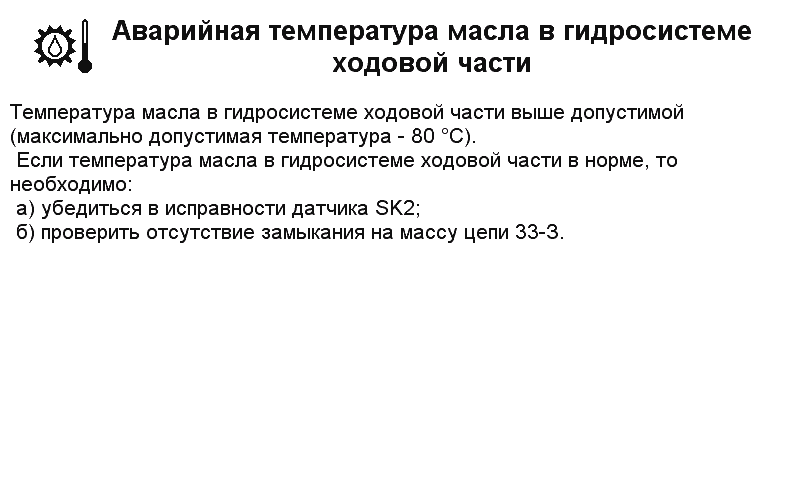 Аварийная температура масла в гидросистеме
ходовой части
Температура масла в гидросистеме ходовой части выше допустимой
(максимально допустимая температура - 80 °C).
Если температура масла в гидросистеме ходовой части в норме, то
необходимо:
а) убедиться в исправности датчика SK2;
б) проверить отсутствие замыкания на массу цепи 33-З.